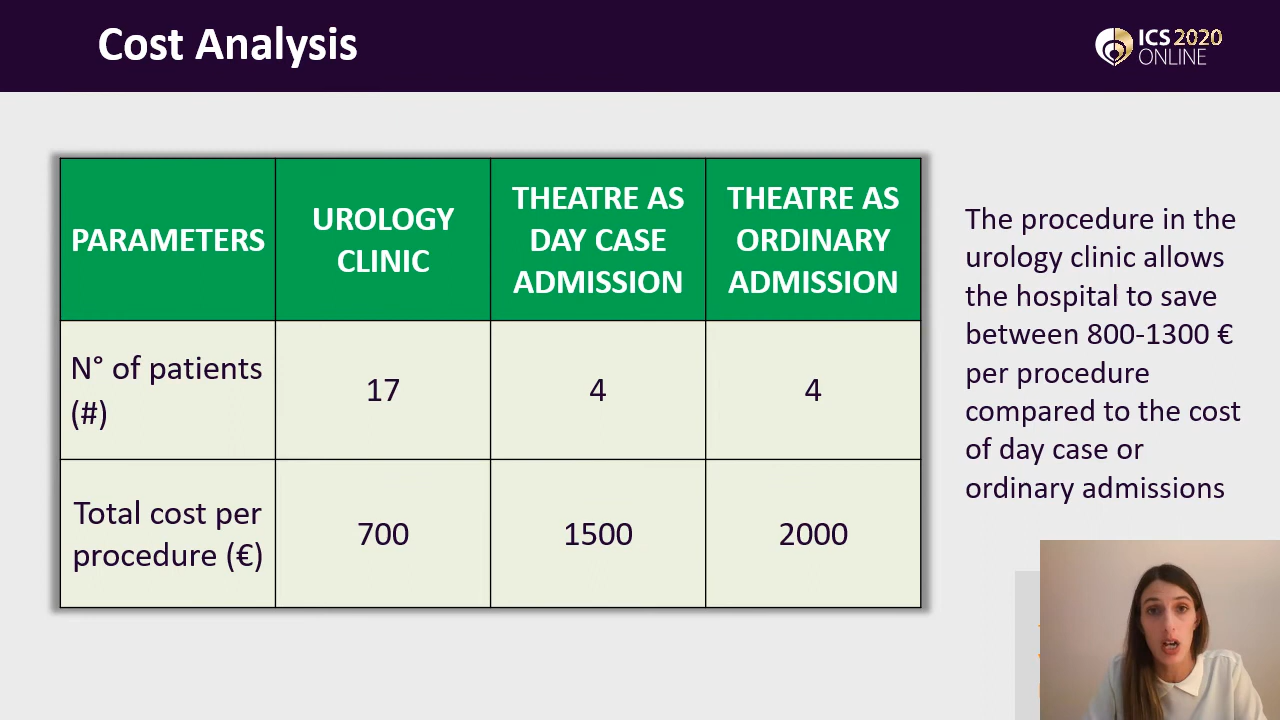 Cost Analysis
ICS 2020
ONLINE
PARAMETERS
UROLOGY
CLINIC
THEATRE AS
DAY CASE
ADMISSION
THEATRE AS
ORDINARY
ADMISSION
N° of patients
(#)
17
4
4
Total cost per
procedure (€)
700
1500
2000
The procedure in the
urology clinic allows
the hospital to save
between 800-1300 €
per procedure
compared to the cost
of day case or
ordinary admissions